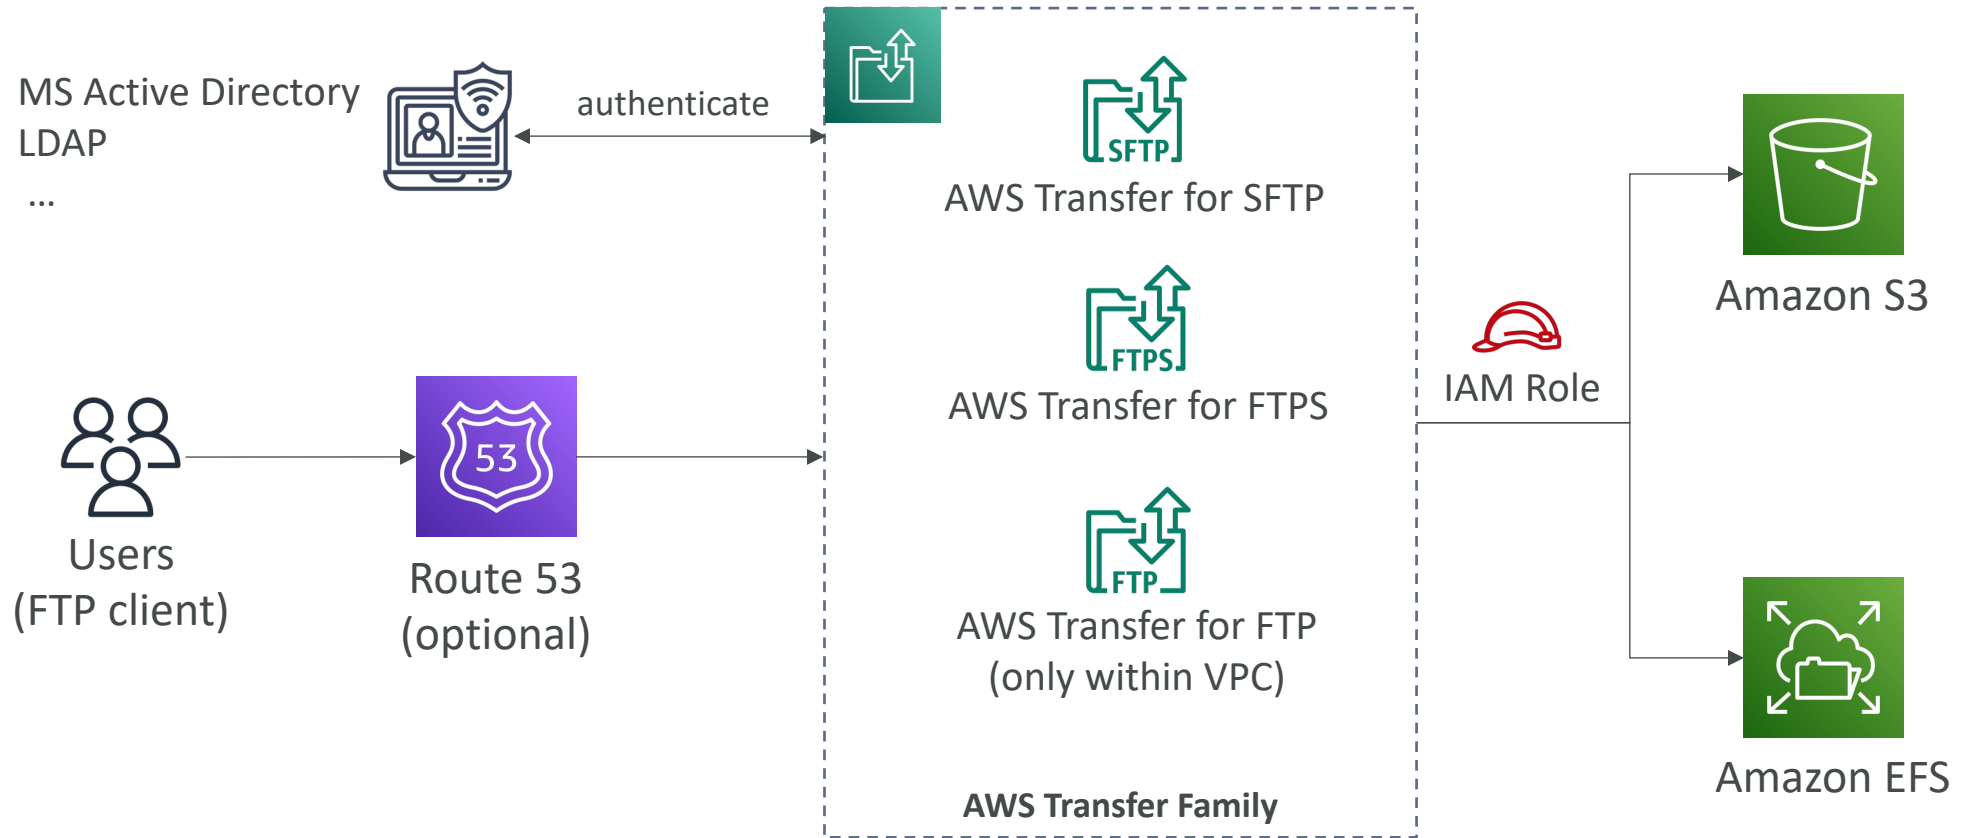 MS Active Directory
LDAP
...
authenticate
SFTP
AWS Transfer for SFTP
FTPS
AWS Transfer for FTPS
FTP
AWS Transfer for FTP
(only within VPC)
AWS Transfer Family
Users
(FTP client)
53
Route 53
(optional)
IAM Role
Amazon S3
Amazon EFS